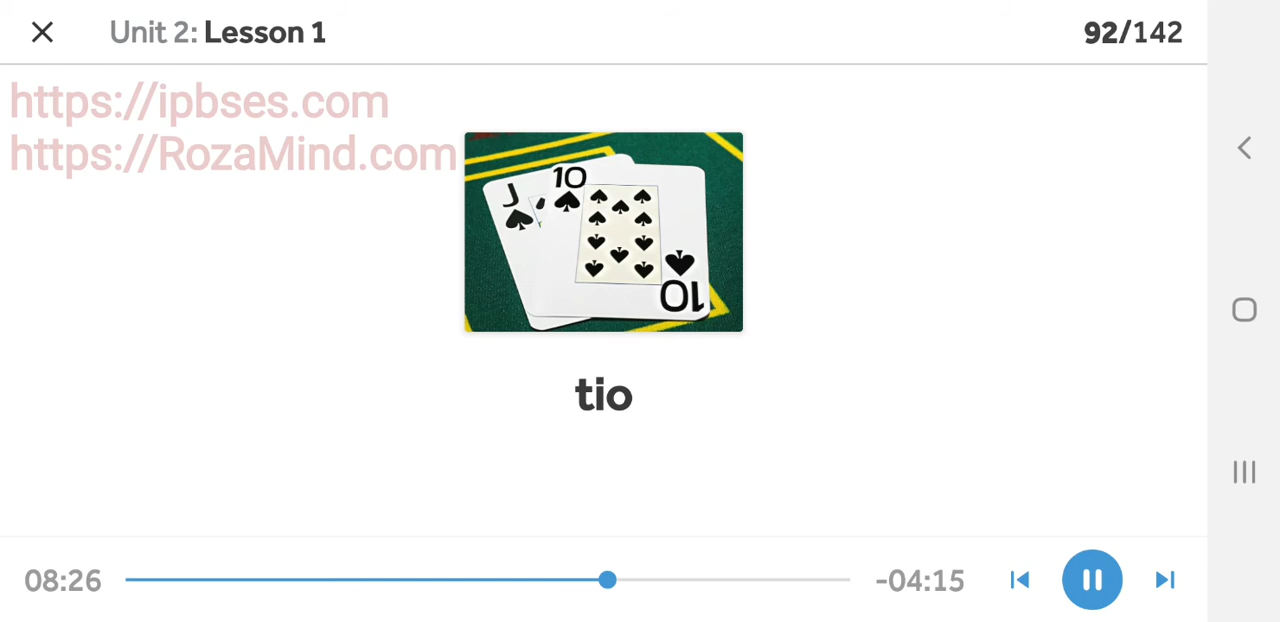 Unit 2: Lesson 1
92/142
https://ipbses.com
https://RozaMind.com
J
10
10
tio
08:26
-04:15